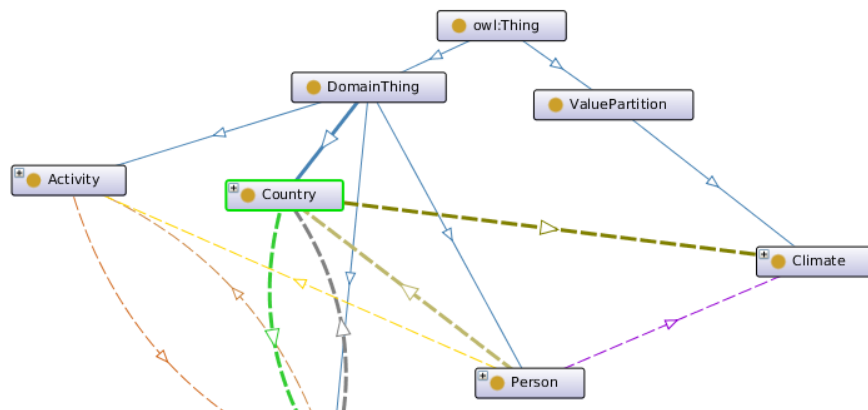 owl:Thing
DomainThing
ValuePartition
Activity
Country
Climate
Person